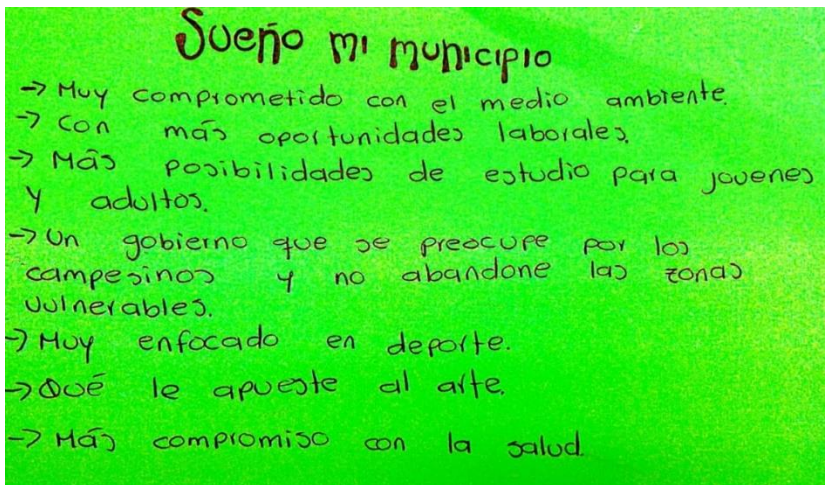 Sueño mi municipio
→ Muy comprometido con el medio ambiente.
→ con más oportunidades laborales.
→ Más posibilidades de estudio para jovenes
y adultos.
→ Un gobierno que se preocupe por los
campesinos y no abandone las zonas
vulnerables.
→ Muy enfocado en deporte.
→ Qué le apueste al arte.
→ Más compromiso con la salud.